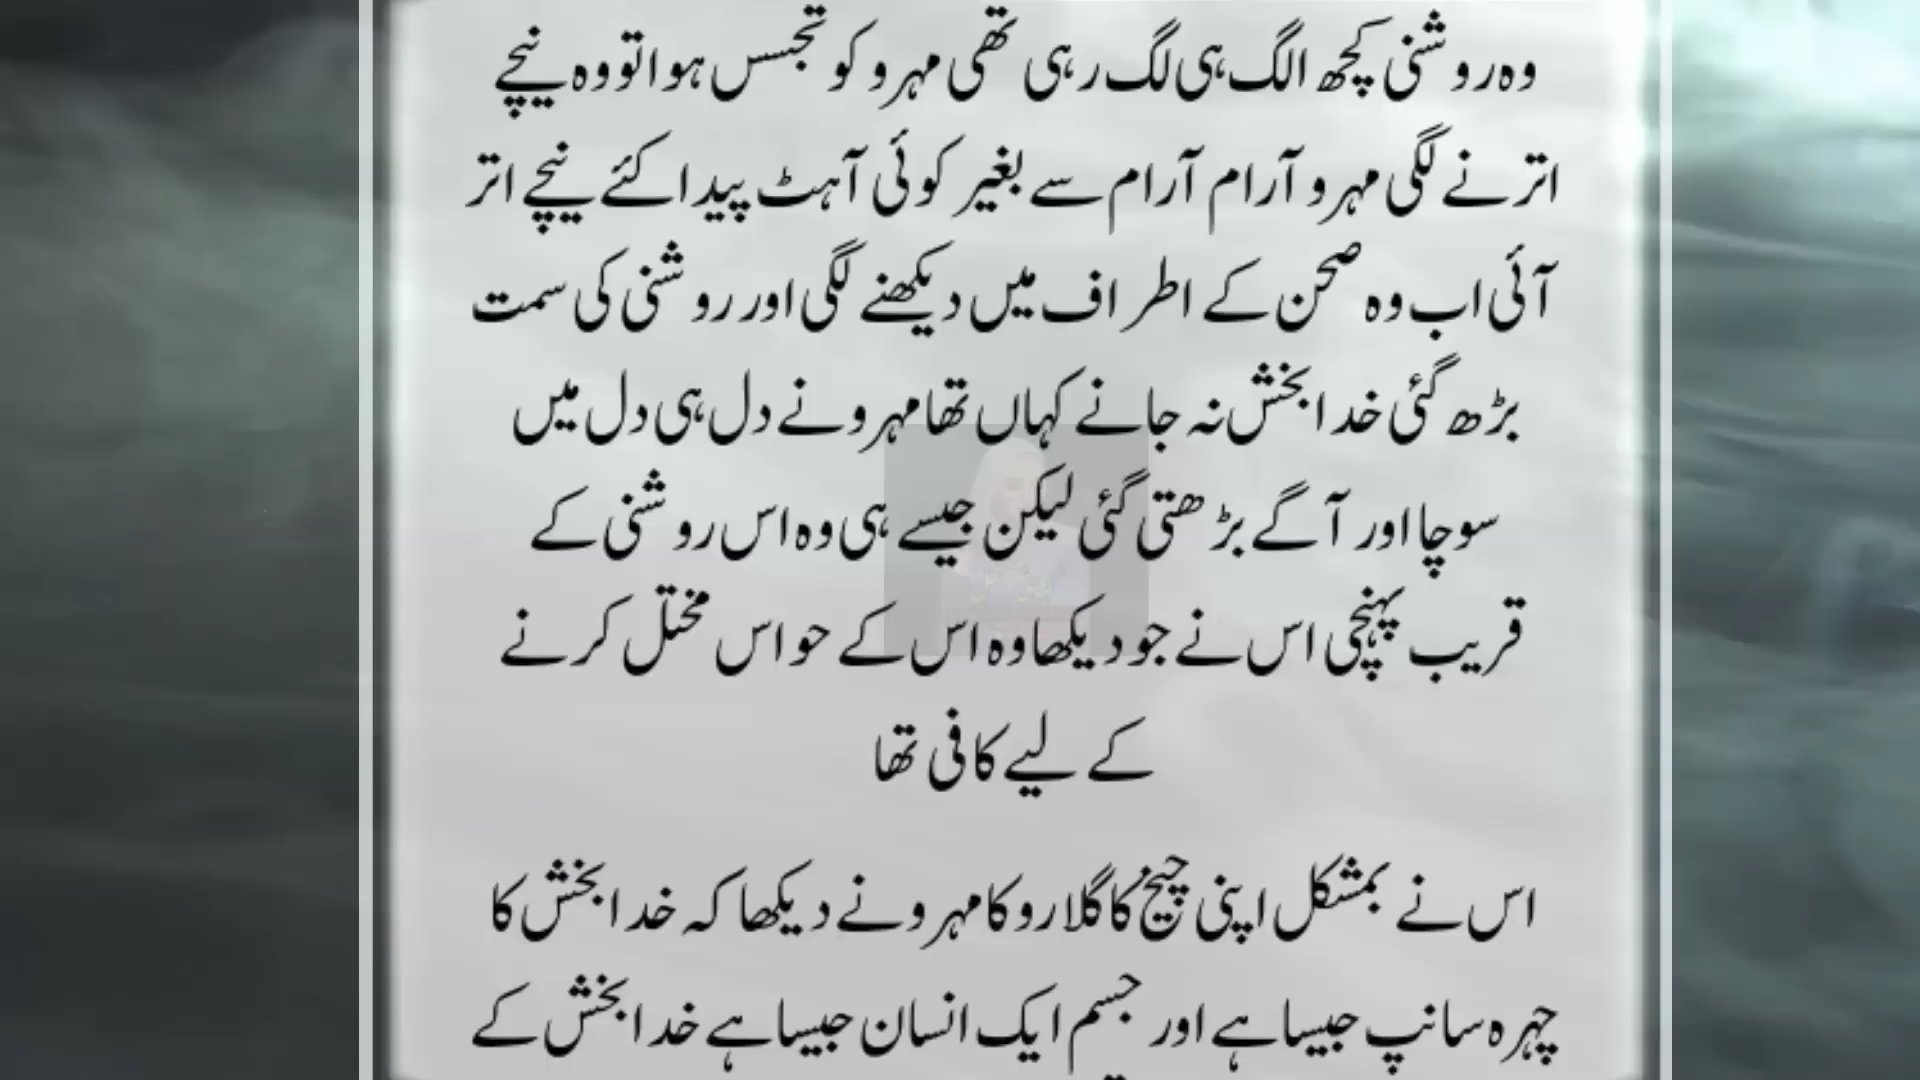 وہ روشنی کچھ الگ ہی لگ رہی تھی مہرو کو تجسس ہوا تو وہ نیچے
اترنے لگی مہرو آرام آرام سے بغیر کوئی آہٹ پیدا کئے نیچے اتر
آئی اب وہ صحن کے اطراف میں دیکھنے لگی اور روشنی کی سمت
بڑھ گئی خدا بخش نہ جانے کہاں تھا مہرو نے دل ہی دل میں
سوچا اور آگے بڑھتی گئی لیکن جیسے ہی وہ اس روشنی کے
قریب پہنچی اس نے جو دیکھا وہ اس کے حواس مختل کرنے
کے لیے کافی تھا
اس نے بمشکل اپنی چیخ کا گلا روکا مہرو نے دیکھا کہ خدا بخش کا
چہرہ سانپ جیسا ہے اور جسم ایک انسان جیسا ہے خدا بخش کے